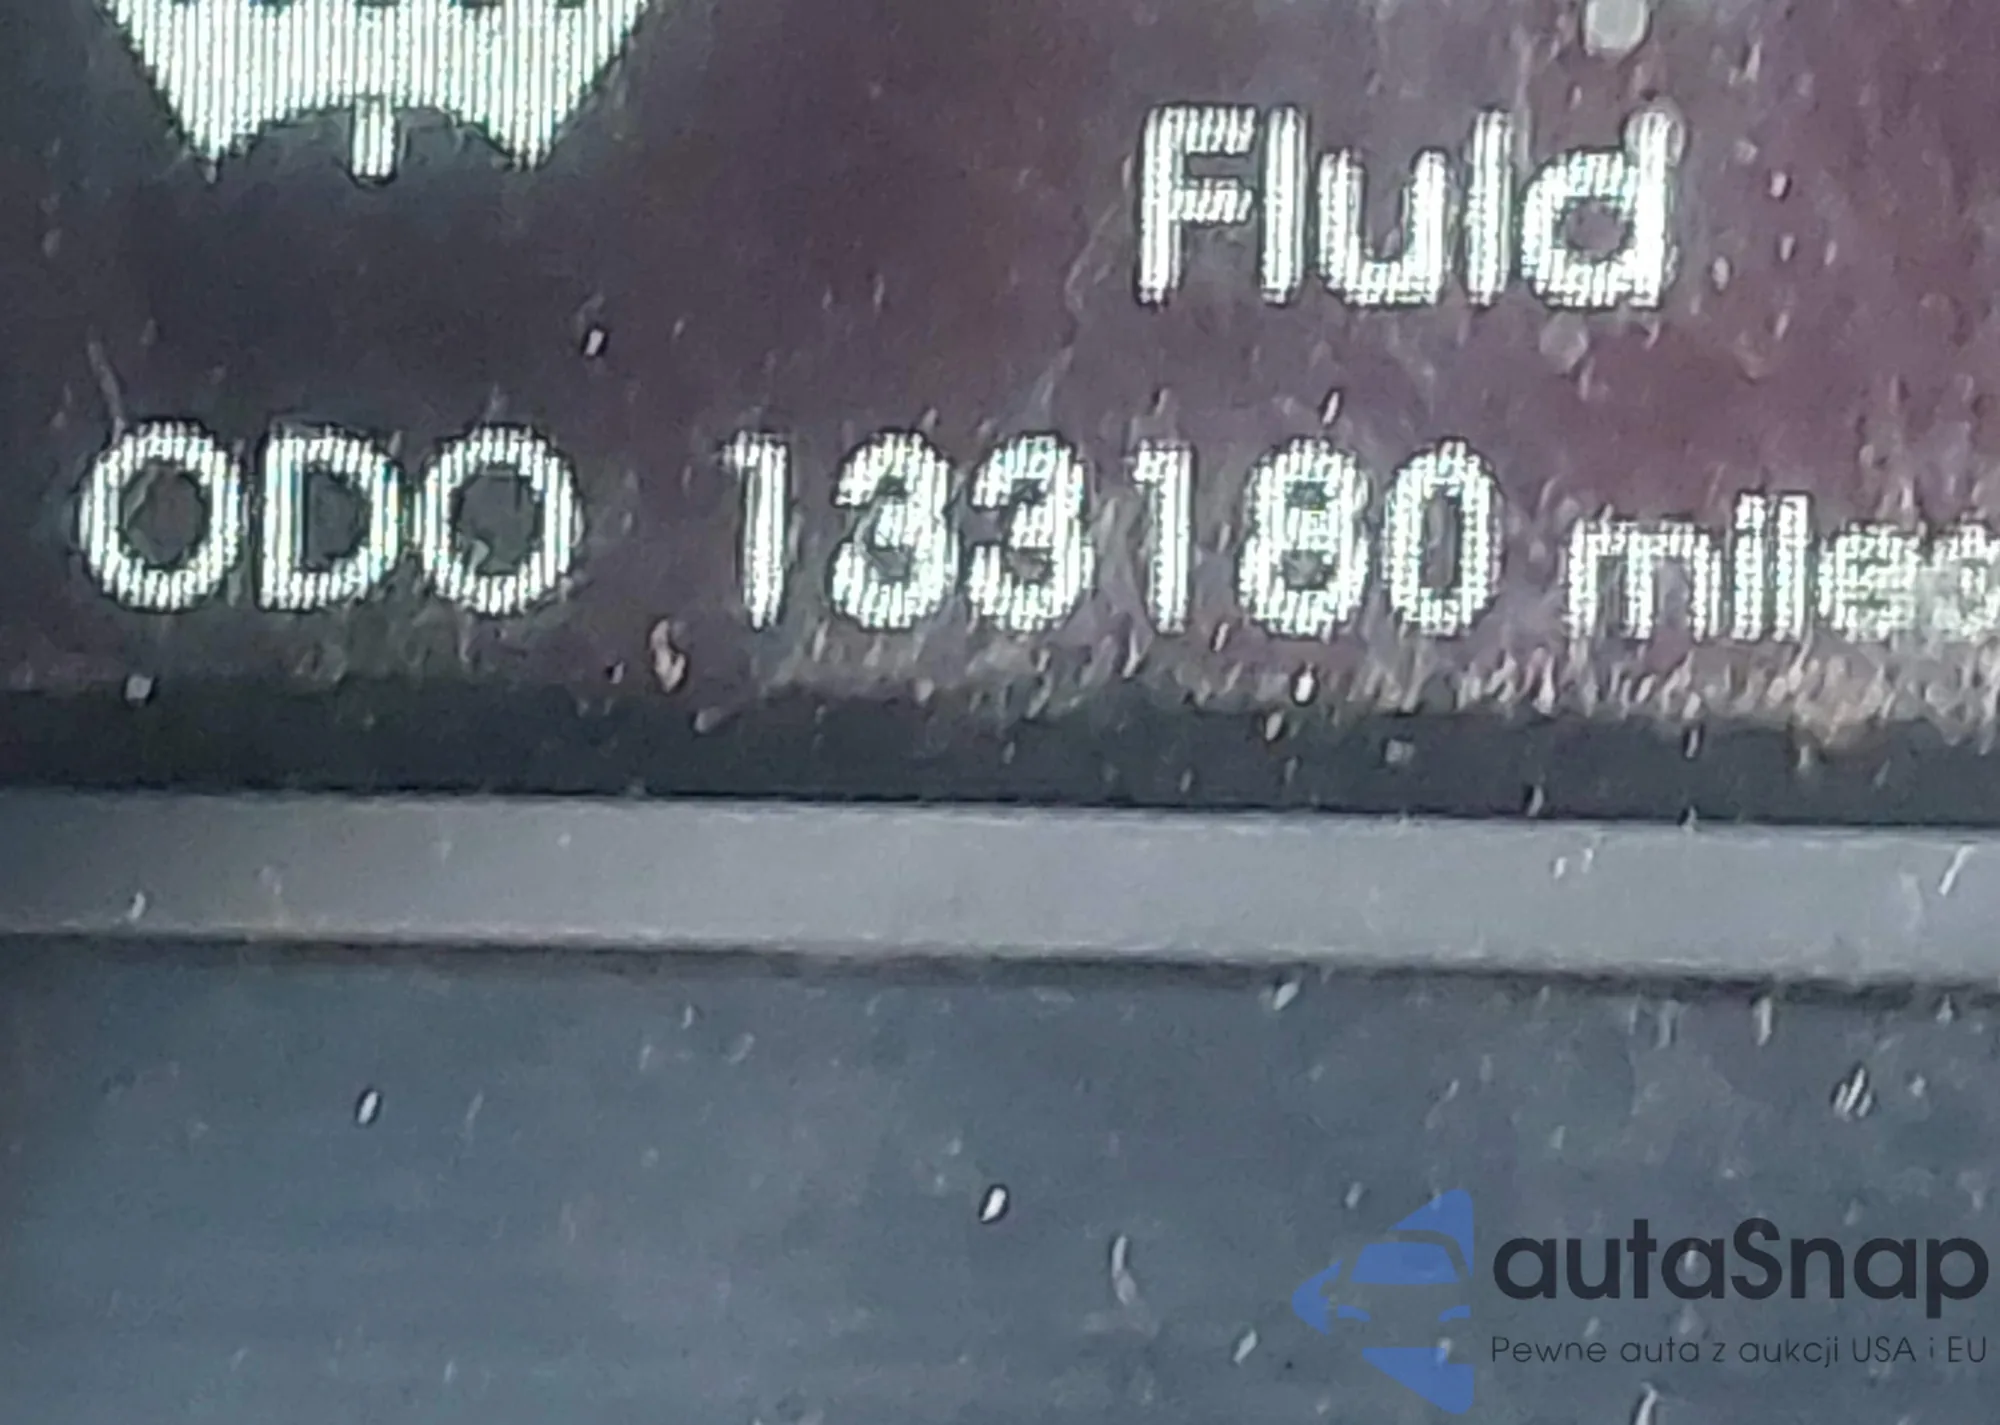 Fluid
ODO 133180 miles
autaSnap
Pewne auta z aukcji USA i EU